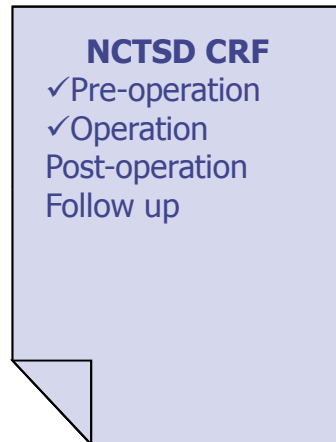 NCTSD CRF
✓Pre-operation
✓Operation
Post-operation
Follow up